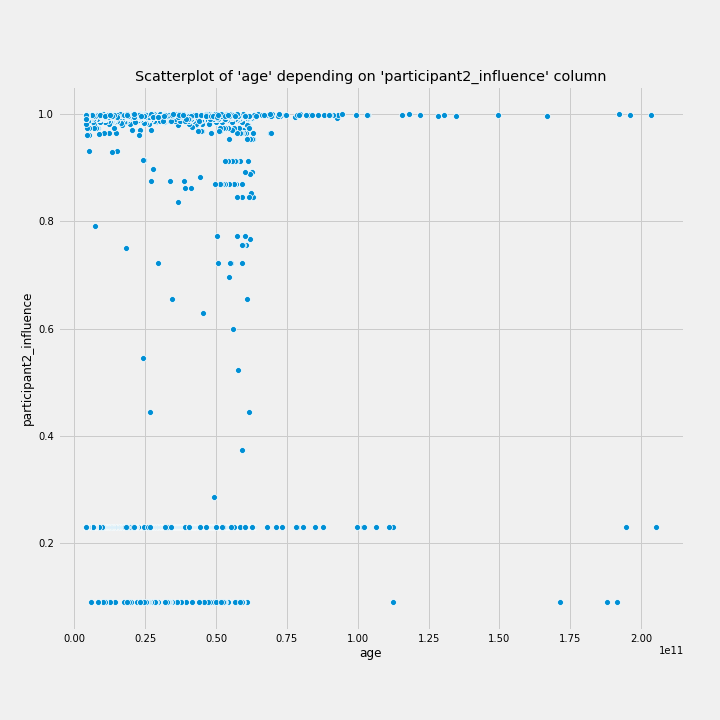 Scatterplot of 'age' depending on 'participant2_influence' column
participant2_influence
1.0
0.8
0.6
0.4
0.2
0.00 0.25 0.50 0.75 1.00 1.25 1.50 1.75 2.00
1e11
age